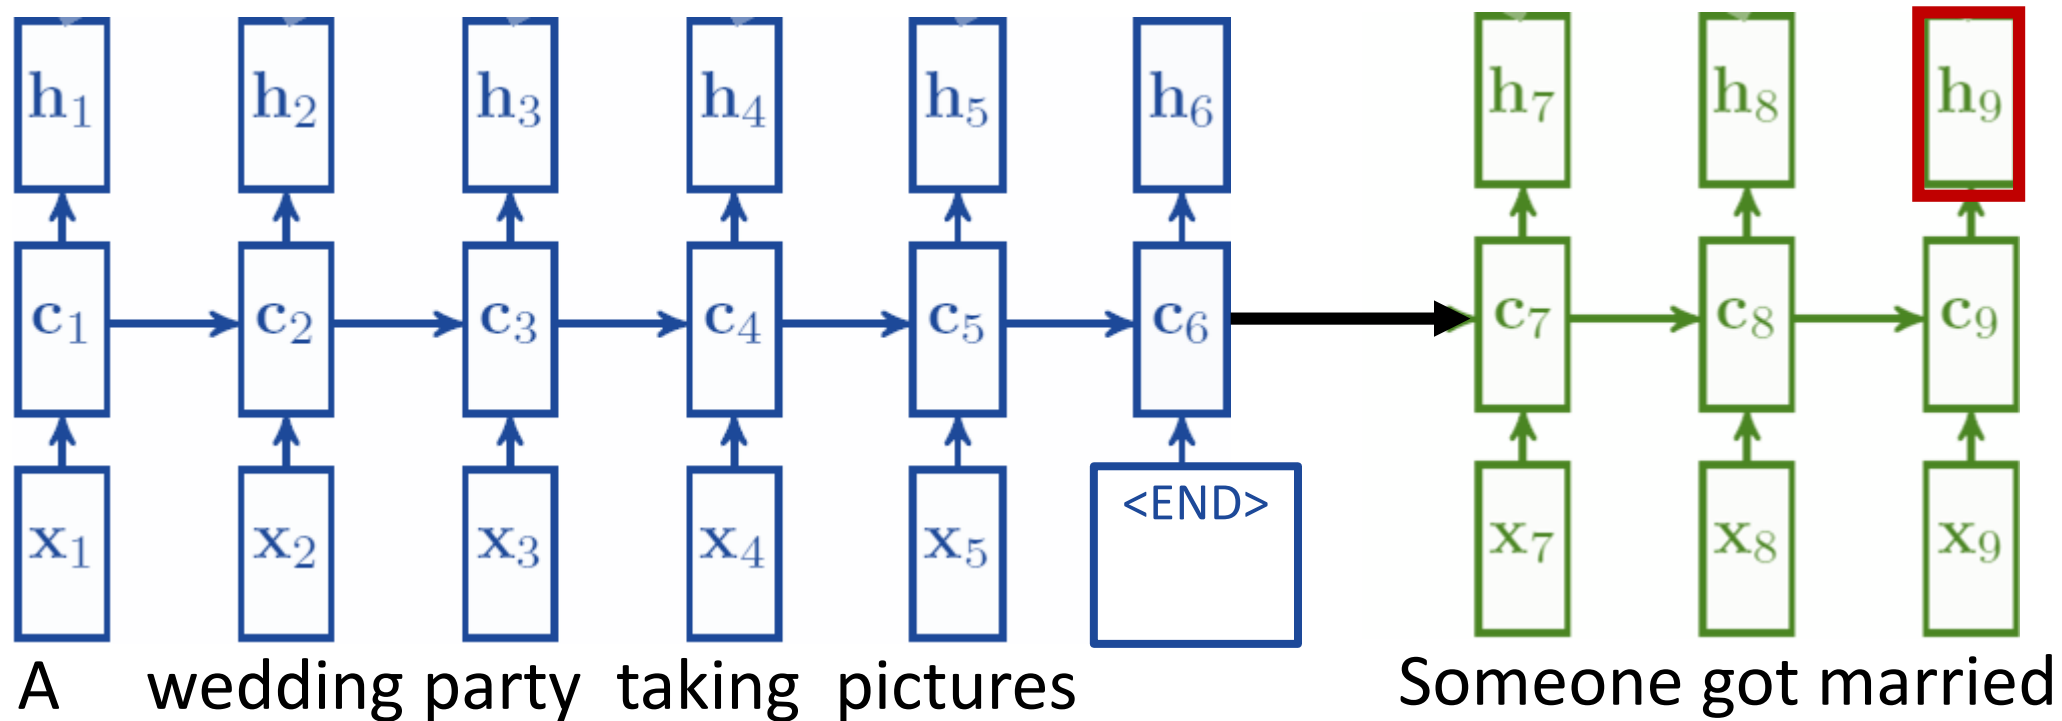 h₁ h₂ h₃ h₄ h₅ h₆ h₇ h₈ h₉
c₁ c₂ c₃ c₄ c₅ c₆ c₇ c₈ c₉
x₁ x₂ x₃ x₄ x₅ <END> x₇ x₈ x₉
A wedding party taking pictures Someone got married